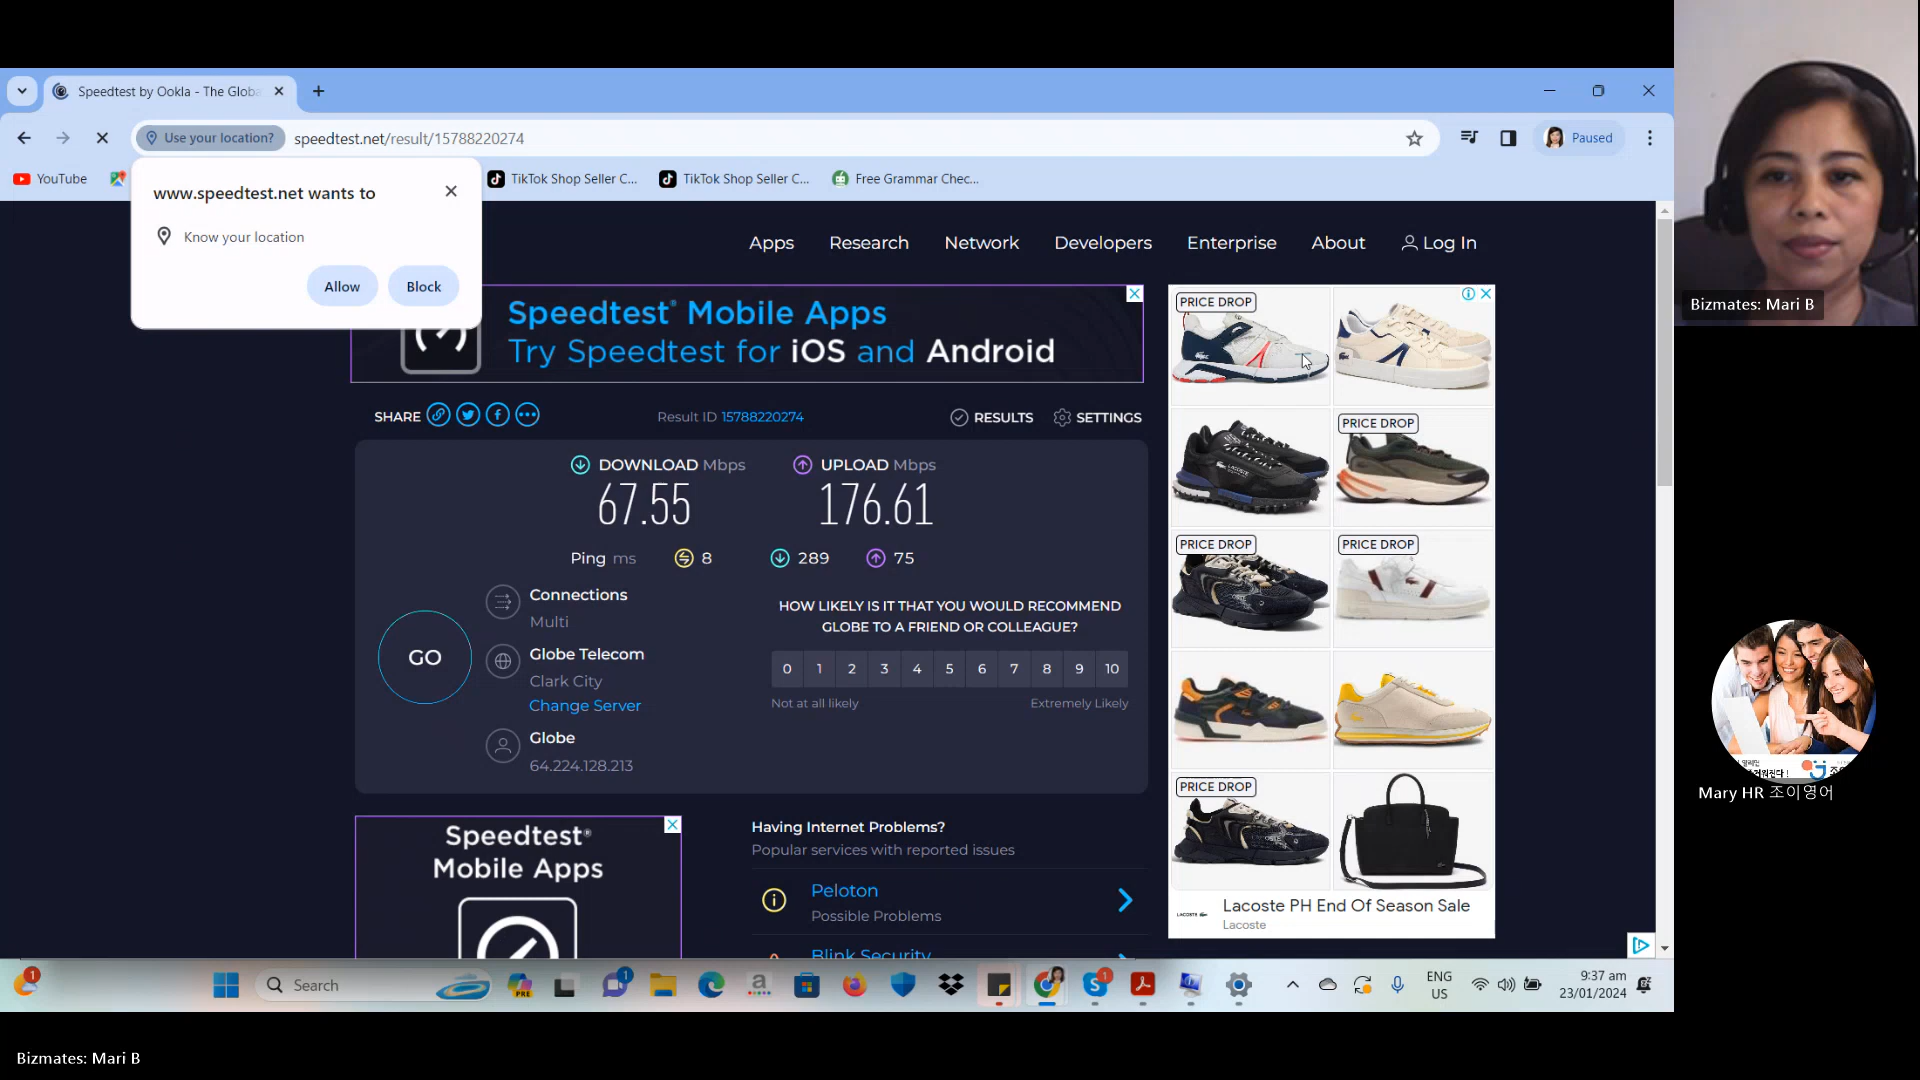 Speedtest by Ookla - The Globa
Use your location?
speedtest.net/result/15788220274
Paused
YouTube
TikTok Shop Seller C...
TikTok Shop Seller C...
Free Grammar Chec...
www.speedtest.net wants to
Know your location
Allow
Block
Apps
Research
Network
Developers
Enterprise
About
Log In
Speedtest® Mobile Apps
Try Speedtest for iOS and Android
SHARE
Result ID 15788220274
RESULTS
SETTINGS
DOWNLOAD Mbps
67.55
UPLOAD Mbps
176.61
Ping ms
8
289
75
GO
Connections
Multi
Globe Telecom
Clark City
Change Server
Globe
64.224.128.213
HOW LIKELY IS IT THAT YOU WOULD RECOMMEND
GLOBE TO A FRIEND OR COLLEAGUE?
0 1 2 3 4 5 6 7 8 9 10
Not at all likely
Extremely Likely
Speedtest®
Mobile Apps
Having Internet Problems?
Popular services with reported issues
Peloton
Possible Problems
Blink Security
PRICE DROP
PRICE DROP
PRICE DROP
PRICE DROP
PRICE DROP
LACOSTE
Lacoste PH End Of Season Sale
Lacoste
Bizmates: Mari B
Mary HR 조이영어
1
Search
PRE
1
1
ENG
US
9:37 am
23/01/2024
Bizmates: Mari B